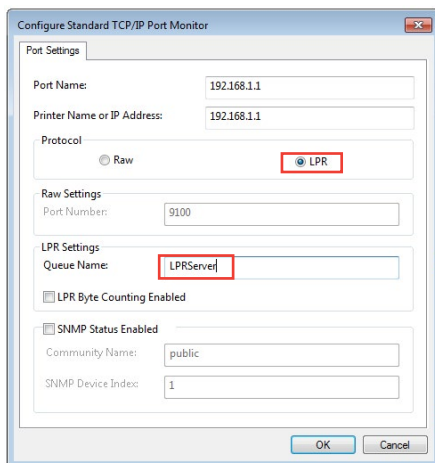 Configure Standard TCP/IP Port Monitor
Port Settings
Port Name: 192.168.1.1
Printer Name or IP Address: 192.168.1.1
Protocol
Raw LPR
Raw Settings
Port Number: 9100
LPR Settings
Queue Name: LPRServer
LPR Byte Counting Enabled
SNMP Status Enabled
Community Name: public
SNMP Device Index: 1
OK Cancel